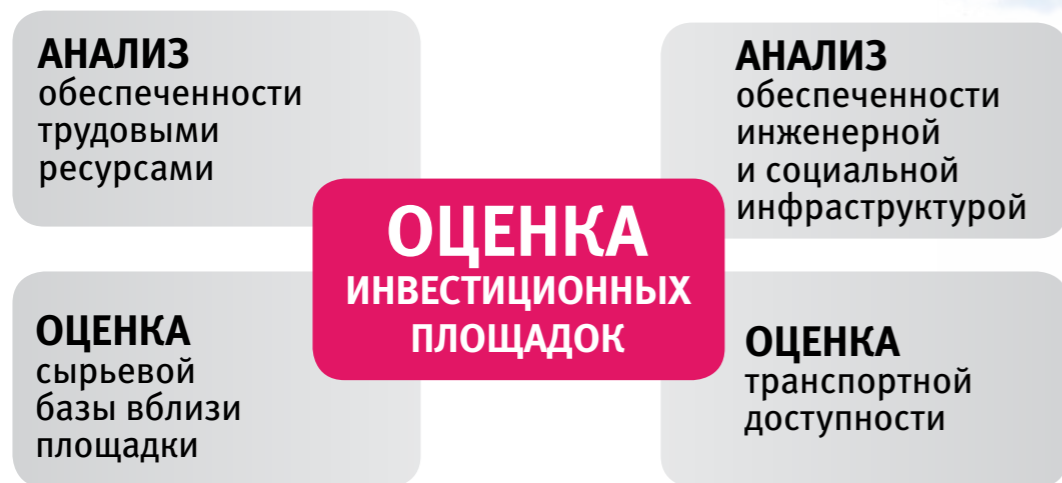 АНАЛИЗ
обеспеченности
трудовыми
ресурсами
АНАЛИЗ
обеспеченности
инженерной
и социальной
инфраструктурой
ОЦЕНКА
ИНВЕСТИЦИОННЫХ
ПЛОЩАДОК
ОЦЕНКА
сырьевой
базы вблизи
площадки
ОЦЕНКА
транспортной
доступности